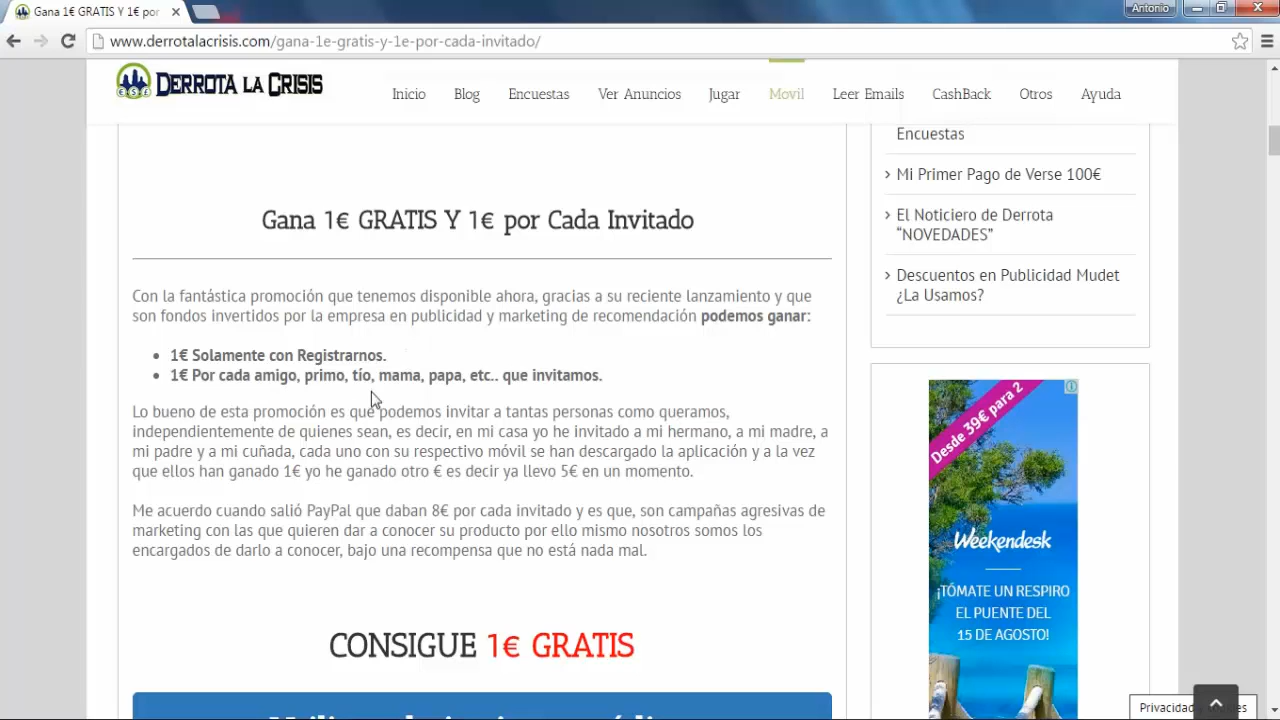 Gana 1€ GRATIS Y 1€ por
Antonio
www.derrotalacrisis.com/gana-1e-gratis-y-1e-por-cada-invitado/
DERROTA LA CRISIS
Inicio Blog Encuestas Ver Anuncios Jugar Movil Leer Emails CashBack Otros Ayuda
Gana 1€ GRATIS Y 1€ por Cada Invitado
Con la fantástica promoción que tenemos disponible ahora, gracias a su reciente lanzamiento y que
son fondos invertidos por la empresa en publicidad y marketing de recomendación podemos ganar:
• 1€ Solamente con Registrarnos.
• 1€ Por cada amigo, primo, tío, mama, papa, etc.. que invitamos.
Lo bueno de esta promoción es que podemos invitar a tantas personas como queramos,
independientemente de quienes sean, es decir, en mi casa yo he invitado a mi hermano, a mi madre, a
mi padre y a mi cuñada, cada uno con su respectivo móvil se han descargado la aplicación y a la vez
que ellos han ganado 1€ yo he ganado otro € es decir ya llevo 5€ en un momento.
Me acuerdo cuando salió PayPal que daban 8€ por cada invitado y es que, son campañas agresivas de
marketing con las que quieren dar a conocer su producto por ello mismo nosotros somos los
encargados de darlo a conocer, bajo una recompensa que no está nada mal.
CONSIGUE 1€ GRATIS
Encuestas
Mi Primer Pago de Verse 100€
El Noticiero de Derrota
“NOVEDADES”
Descuentos en Publicidad Mudet
¿La Usamos?
Desde 39€ para 2
Weekendesk
¡TÓMATE UN RESPIRO
EL PUENTE DEL
15 DE AGOSTO!
Privacidad